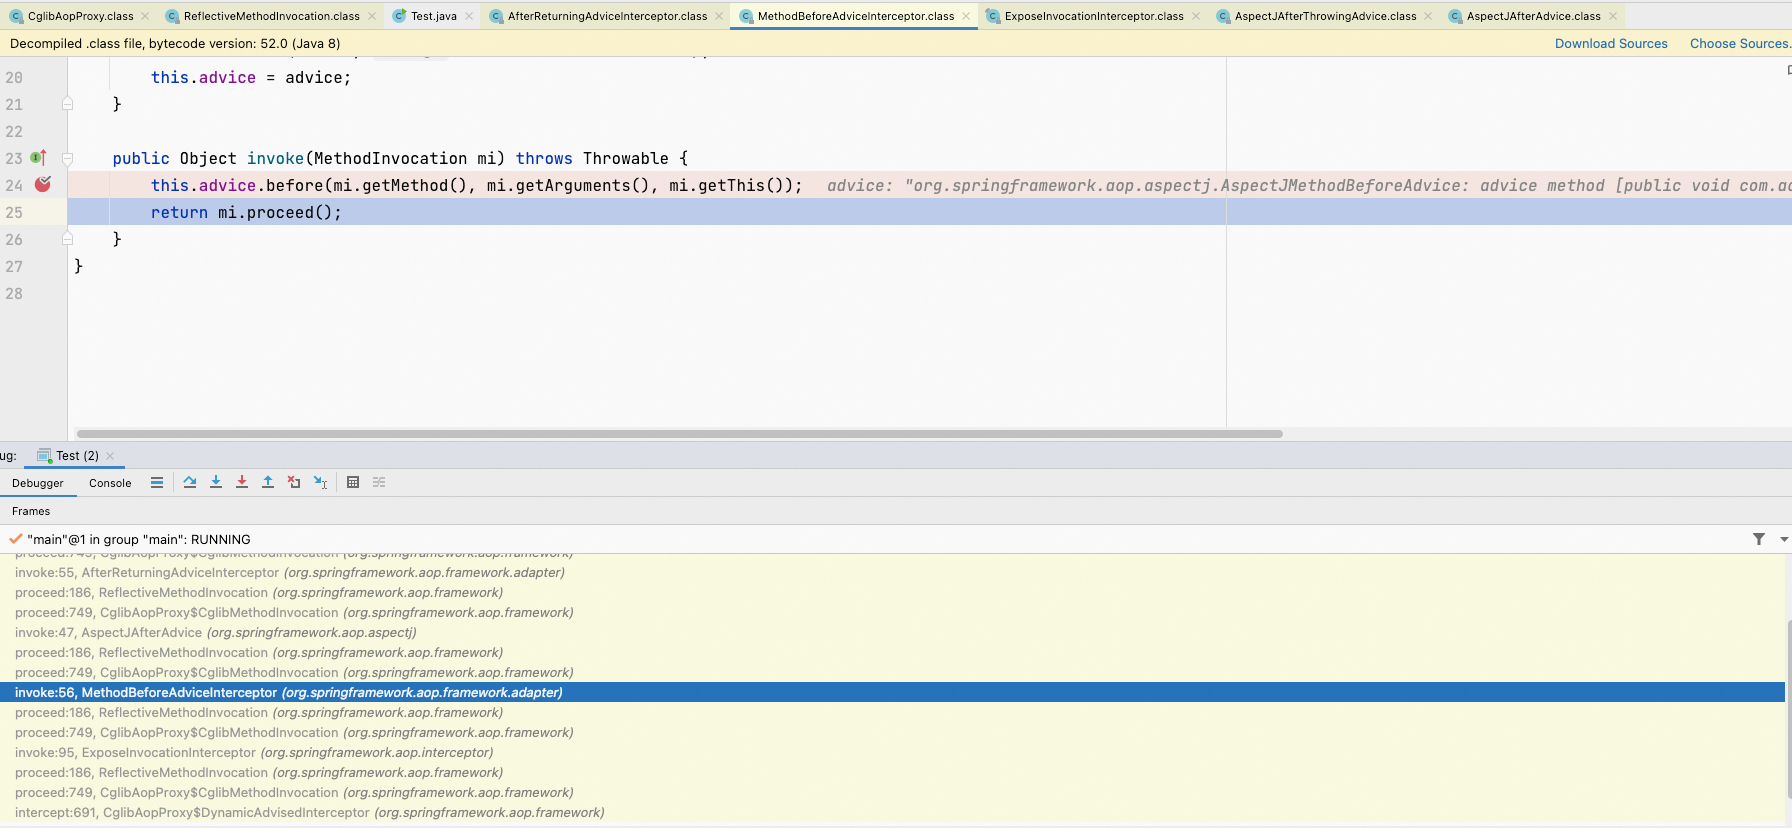 CglibAopProxy.class ReflectiveMethodInvocation.class Test.java AfterReturningAdviceInterceptor.class MethodBeforeAdviceInterceptor.class ExposeInvocationInterceptor.class AspectJAfterThrowingAdvice.class AspectJAfterAdvice.class
Decompiled .class file, bytecode version: 52.0 (Java 8) Download Sources Choose Sources.
20 this.advice = advice;
21 }
22
23 public Object invoke(MethodInvocation mi) throws Throwable {
24 this.advice.before(mi.getMethod(), mi.getArguments(), mi.getThis()); advice: "org.springframework.aop.aspectj.AspectJMethodBeforeAdvice: advice method [public void com.ac
25 return mi.proceed();
26 }
27 }
28
ug: Test (2)
Debugger Console
Frames
"main"@1 in group "main": RUNNING
proceed:749, CglibAopProxy$CglibMethodInvocation (org.springframework.aop.framework)
invoke:55, AfterReturningAdviceInterceptor (org.springframework.aop.framework.adapter)
proceed:186, ReflectiveMethodInvocation (org.springframework.aop.framework)
proceed:749, CglibAopProxy$CglibMethodInvocation (org.springframework.aop.framework)
invoke:47, AspectJAfterAdvice (org.springframework.aop.aspectj)
proceed:186, ReflectiveMethodInvocation (org.springframework.aop.framework)
proceed:749, CglibAopProxy$CglibMethodInvocation (org.springframework.aop.framework)
invoke:56, MethodBeforeAdviceInterceptor (org.springframework.aop.framework.adapter)
proceed:186, ReflectiveMethodInvocation (org.springframework.aop.framework)
proceed:749, CglibAopProxy$CglibMethodInvocation (org.springframework.aop.framework)
invoke:95, ExposeInvocationInterceptor (org.springframework.aop.interceptor)
proceed:186, ReflectiveMethodInvocation (org.springframework.aop.framework)
proceed:749, CglibAopProxy$CglibMethodInvocation (org.springframework.aop.framework)
intercept:691, CglibAopProxy$DynamicAdvisedInterceptor (org.springframework.aop.framework)